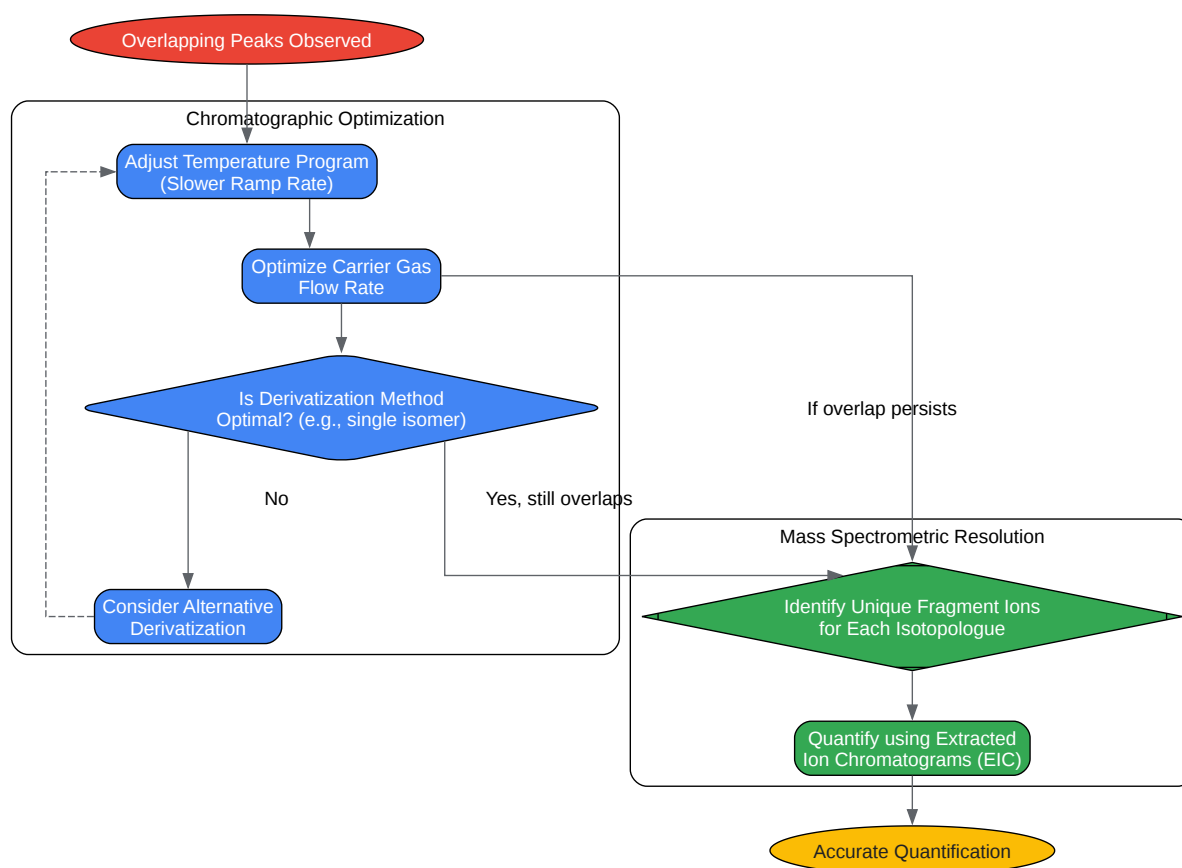 Overlapping Peaks Observed
Chromatographic Optimization
Adjust Temperature Program
(Slower Ramp Rate)
Optimize Carrier Gas
Flow Rate
Is Derivatization Method
Optimal? (e.g., single isomer)
If overlap persists
No
Yes, still overlaps
Mass Spectrometric Resolution
Consider Alternative
Derivatization
Identify Unique Fragment Ions
for Each Isotopologue
Quantify using Extracted
Ion Chromatograms (EIC)
Accurate Quantification